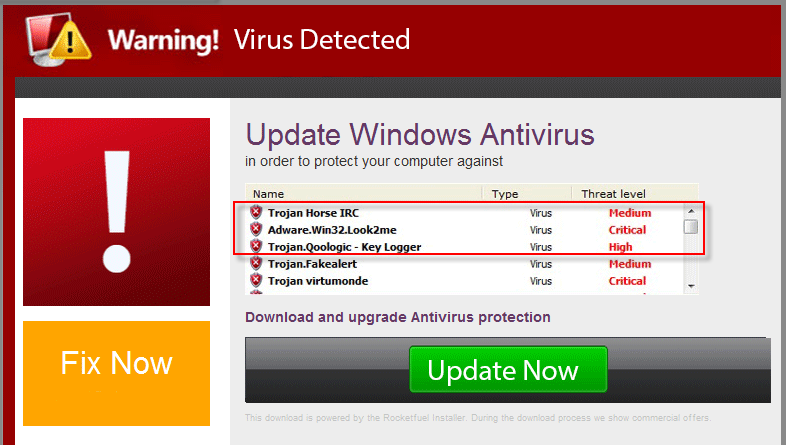 Warning! Virus Detected
Update Windows Antivirus
in order to protect your computer against
Name Type Threat level
Trojan Horse IRC Virus Medium
Adware.Win32.Look2me Virus Critical
Trojan.Qoologic - Key Logger Virus High
Trojan.Fakealert Virus Medium
Trojan virtumonde Virus Critical
Download and upgrade Antivirus protection
Fix Now
Update Now
This download is powered by the Rocketfuel Installer. During the download process we show commercial offers.